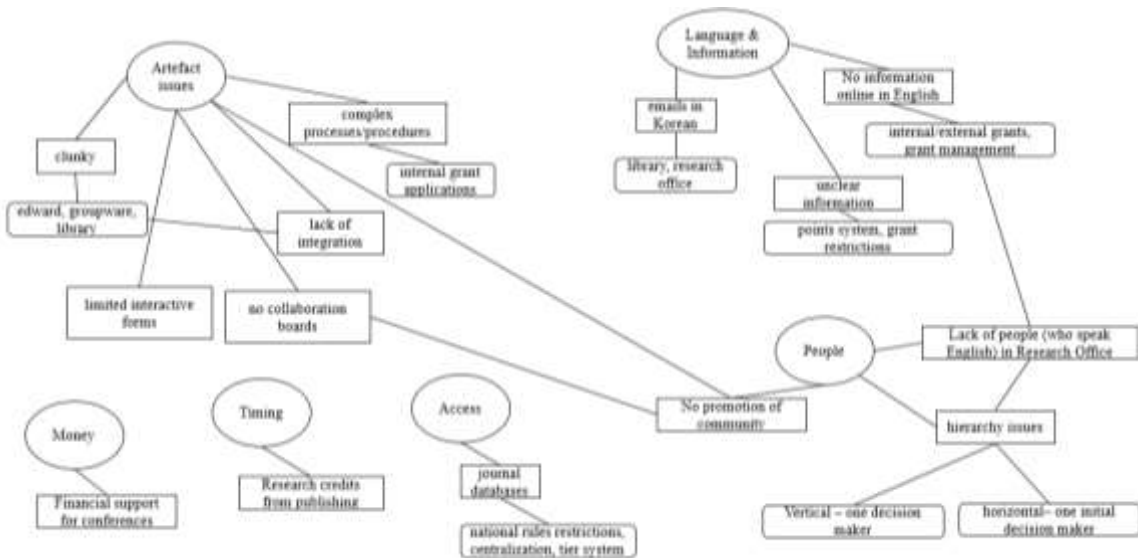 Artefact
issues
clunky
edward, groupware,
library
limited interactive
forms
no collaboration
boards
lack of
integration
complex
processes/procedures
internal grant
applications
Language &
Information
emails in
Korean
library, research
office
No information
online in English
internal/external grants,
grant management
unclear
information
points system, grant
restrictions
People
Lack of people (who speak
English) in Research Office
No promotion of
community
hierarchy issues
Vertical – one decision
maker
horizontal– one initial
decision maker
Money
Financial support
for conferences
Timing
Research credits
from publishing
Access
journal
databases
national rules restrictions,
centralization, tier system